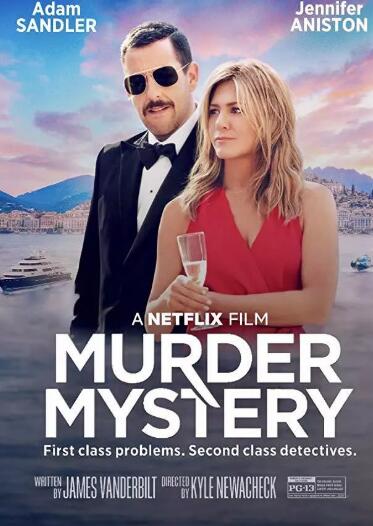 Adam Jennifer
SANDLER ANISTON
A NETFLIX FILM
MURDER
MYSTERY
First class problems. Second class detectives.
WRITTEN BY JAMES VANDERBILT DIRECTED BY KYLE NEWACHECK PG-13